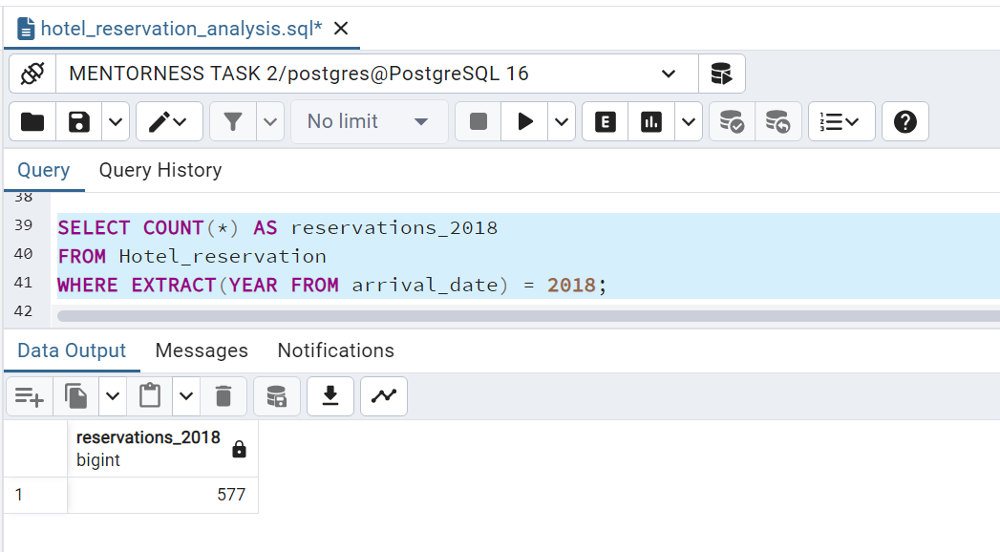 hotel_reservation_analysis.sql*
MENTORNESS TASK 2/postgres@PostgreSQL 16
No limit
E
Query Query History
38
39 SELECT COUNT(*) AS reservations_2018
40 FROM Hotel_reservation
41 WHERE EXTRACT(YEAR FROM arrival_date) = 2018;
42
Data Output Messages Notifications
reservations_2018
bigint
1 577